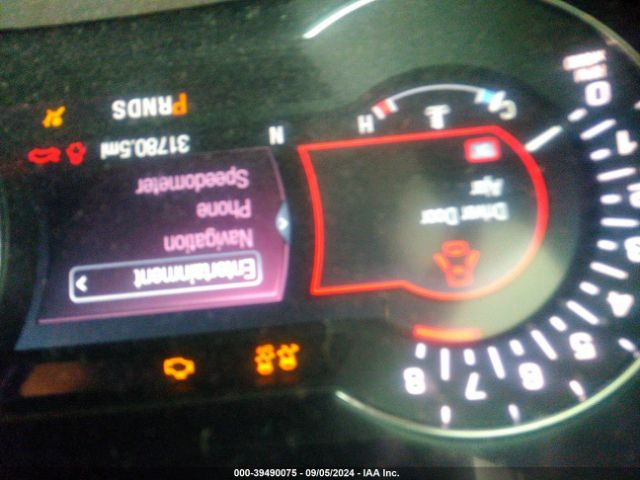 Entertainment
Navigation
Phone
Speedometer
31780.5mi
N
PRNDS
Driver Door
Ajar
OK
H
C
0
1
2
3
4
5
6
7
8
000-39490075 - 09/05/2024 - IAA Inc.